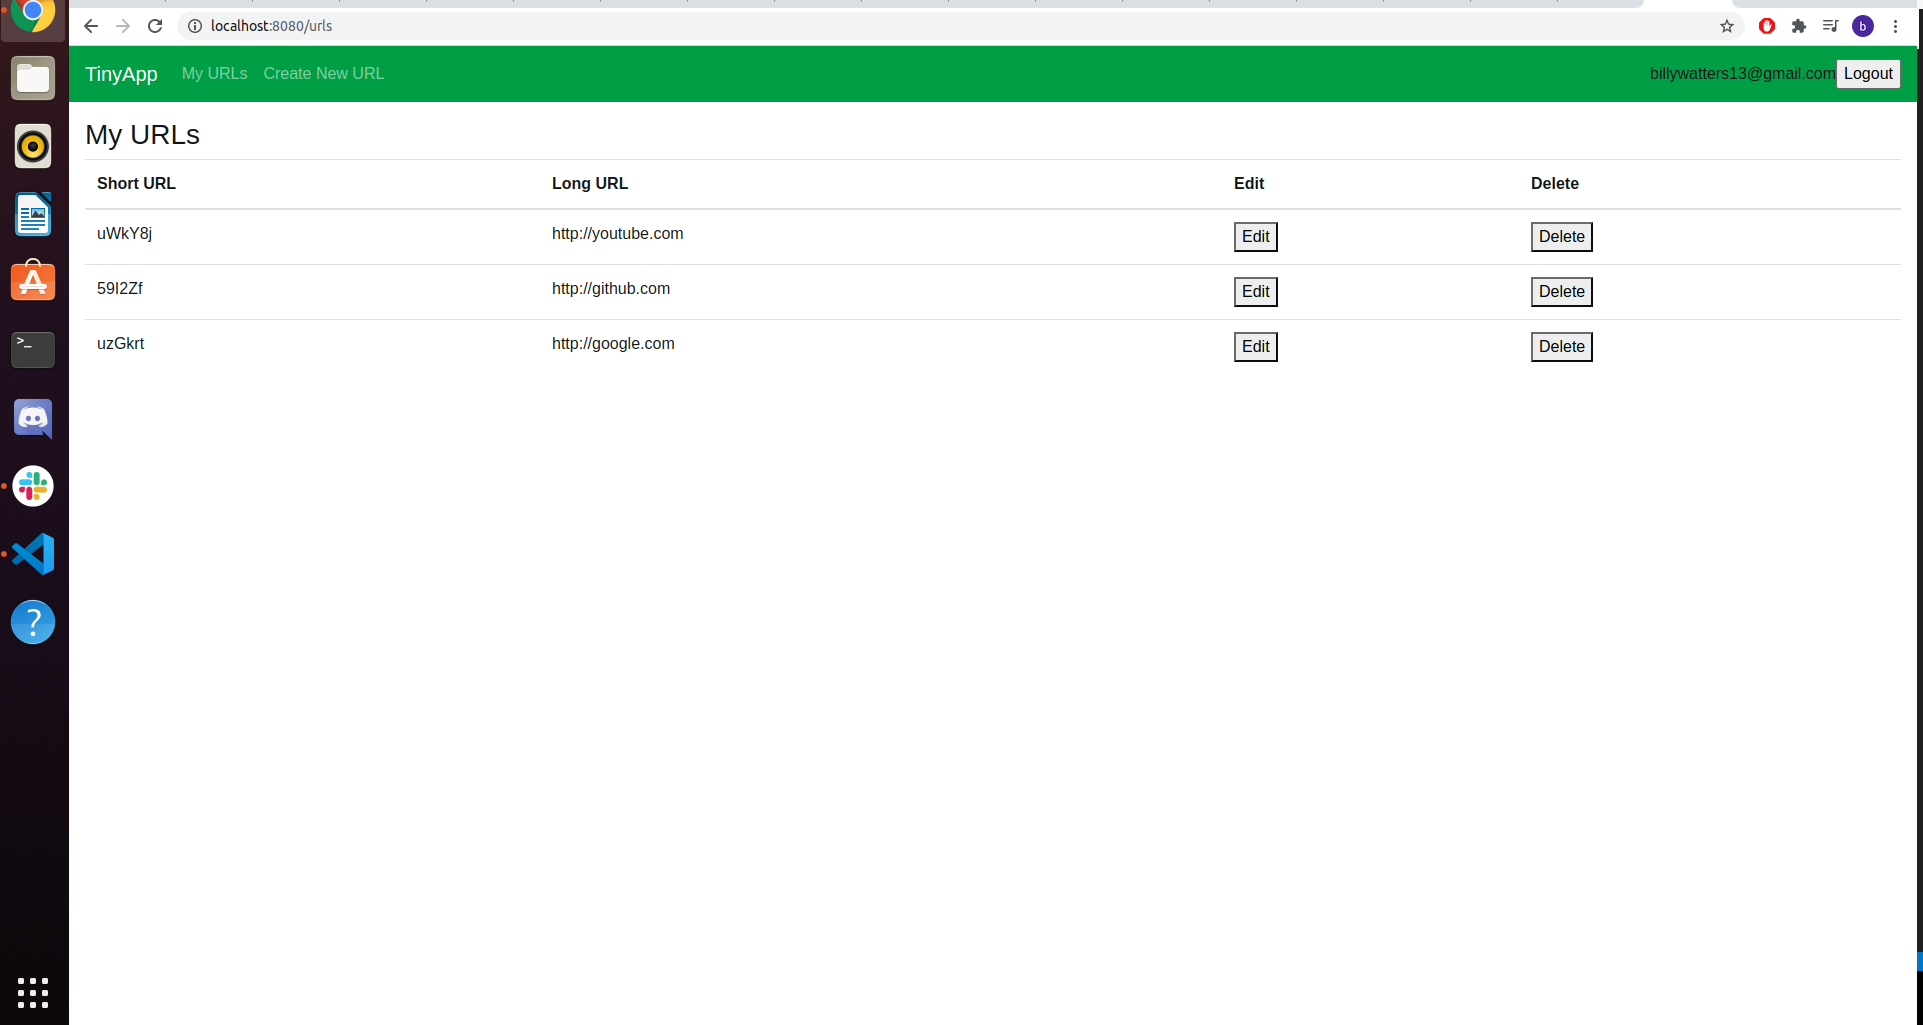 localhost:8080/urls
b
TinyApp My URLs Create New URL billywatters13@gmail.com Logout
My URLs
Short URL Long URL Edit Delete
uWkY8j http://youtube.com Edit Delete
59I2Zf http://github.com Edit Delete
uzGkrt http://google.com Edit Delete
>_
?